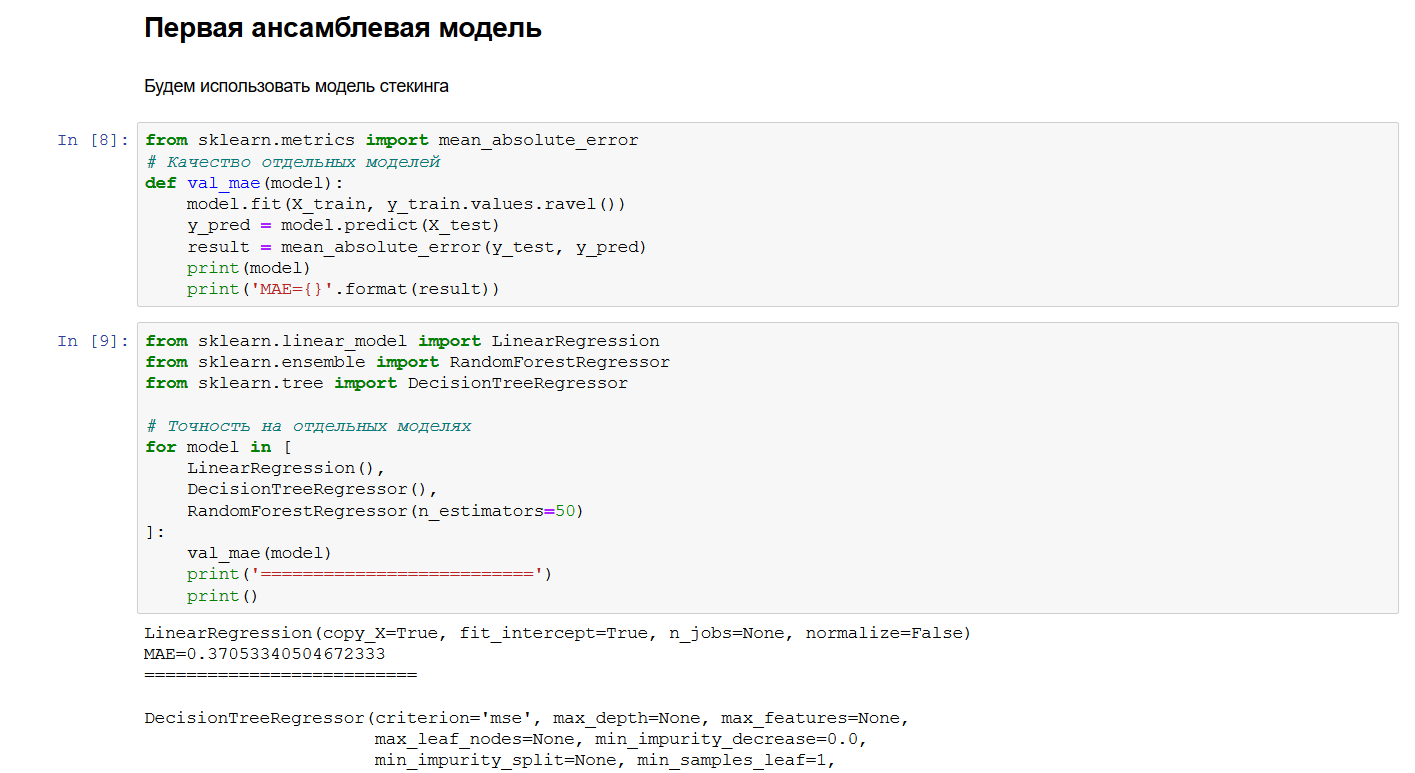 Первая ансамблевая модель
Будем использовать модель стекинга
In [8]:
from sklearn.metrics import mean_absolute_error
# Качество отдельных моделей
def val_mae(model):
    model.fit(X_train, y_train.values.ravel())
    y_pred = model.predict(X_test)
    result = mean_absolute_error(y_test, y_pred)
    print(model)
    print('MAE={}'.format(result))
In [9]:
from sklearn.linear_model import LinearRegression
from sklearn.ensemble import RandomForestRegressor
from sklearn.tree import DecisionTreeRegressor
# Точность на отдельных моделях
for model in [
    LinearRegression(),
    DecisionTreeRegressor(),
    RandomForestRegressor(n_estimators=50)
]:
    val_mae(model)
    print('==========================')
    print()
LinearRegression(copy_X=True, fit_intercept=True, n_jobs=None, normalize=False)
MAE=0.37053340504672333
==========================
DecisionTreeRegressor(criterion='mse', max_depth=None, max_features=None,
                      max_leaf_nodes=None, min_impurity_decrease=0.0,
                      min_impurity_split=None, min_samples_leaf=1,